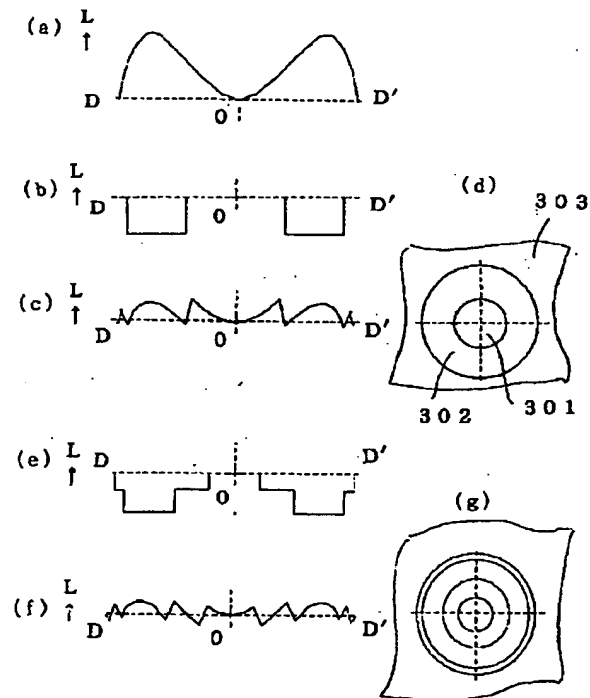 (a) L
↑
D D'
0
(b) L
↑
D 0 D'
(d)
303
(c) L
↑
D 0 D'
302 301
(e) D D'
L
↑
0
(g)
(f) L
↑
D 0 D'